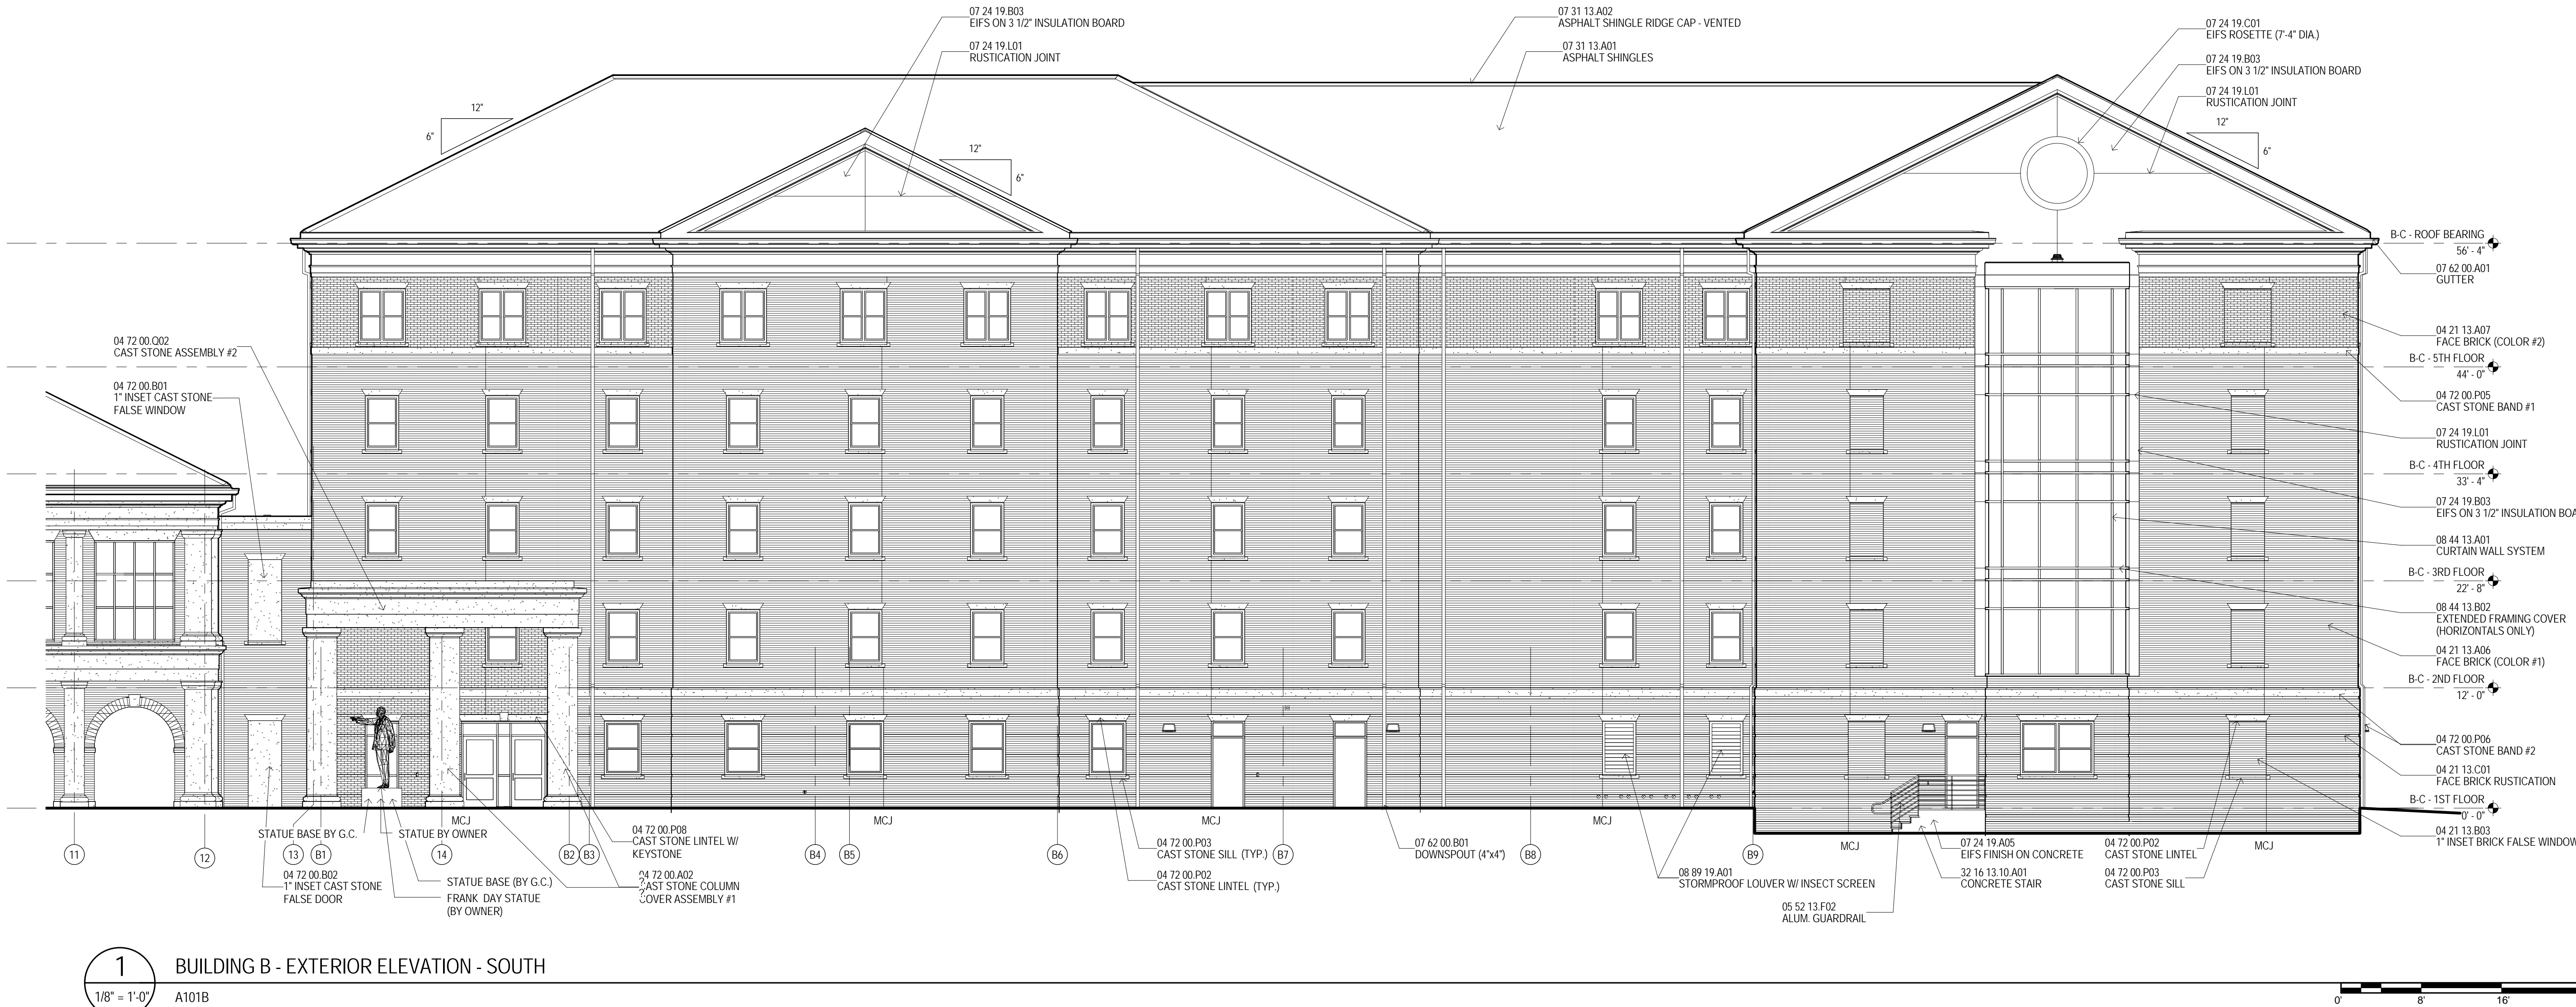 07 24 19.B03
EIFS ON 3 1/2" INSULATION BOARD
07 24 19.L01
RUSTICATION JOINT
07 31 13.A02
ASPHALT SHINGLE RIDGE CAP - VENTED
07 31 13.A01
ASPHALT SHINGLES
07 24 19.C01
EIFS ROSETTE (7'-4" DIA.)
07 24 19.B03
EIFS ON 3 1/2" INSULATION BOARD
07 24 19.L01
RUSTICATION JOINT
12"
6"
12"
6"
12"
6"
B-C - ROOF BEARING
56' - 4"
07 62 00.A01
GUTTER
04 21 13.A07
FACE BRICK (COLOR #2)
B-C - 5TH FLOOR
44' - 0"
04 72 00.P05
CAST STONE BAND #1
07 24 19.L01
RUSTICATION JOINT
B-C - 4TH FLOOR
33' - 4"
07 24 19.B03
EIFS ON 3 1/2" INSULATION BOA
08 44 13.A01
CURTAIN WALL SYSTEM
B-C - 3RD FLOOR
22' - 8"
08 44 13.B02
EXTENDED FRAMING COVER
(HORIZONTALS ONLY)
04 21 13.A06
FACE BRICK (COLOR #1)
B-C - 2ND FLOOR
12' - 0"
04 72 00.P06
CAST STONE BAND #2
04 21 13.C01
FACE BRICK RUSTICATION
B-C - 1ST FLOOR
0' - 0"
04 21 13.B03
1" INSET BRICK FALSE WINDOW
04 72 00.Q02
CAST STONE ASSEMBLY #2
04 72 00.B01
1" INSET CAST STONE
FALSE WINDOW
MCJ
MCJ
MCJ
MCJ
MCJ
MCJ
STATUE BASE BY G.C.
STATUE BY OWNER
11
12
13
B1
14
B2
B3
B4
B5
B6
B7
B8
B9
04 72 00.B02
1" INSET CAST STONE
FALSE DOOR
STATUE BASE (BY G.C.)
FRANK DAY STATUE
(BY OWNER)
04 72 00.P08
CAST STONE LINTEL W/
KEYSTONE
04 72 00.A02
CAST STONE COLUMN
COVER ASSEMBLY #1
?
?
04 72 00.P03
CAST STONE SILL (TYP.)
04 72 00.P02
CAST STONE LINTEL (TYP.)
07 62 00.B01
DOWNSPOUT (4"x4")
08 89 19.A01
STORMPROOF LOUVER W/ INSECT SCREEN
05 52 13.F02
ALUM. GUARDRAIL
07 24 19.A05
EIFS FINISH ON CONCRETE
32 16 13.10.A01
CONCRETE STAIR
04 72 00.P02
CAST STONE LINTEL
04 72 00.P03
CAST STONE SILL
1
BUILDING B - EXTERIOR ELEVATION - SOUTH
1/8" = 1'-0"
A101B
0'
8'
16'